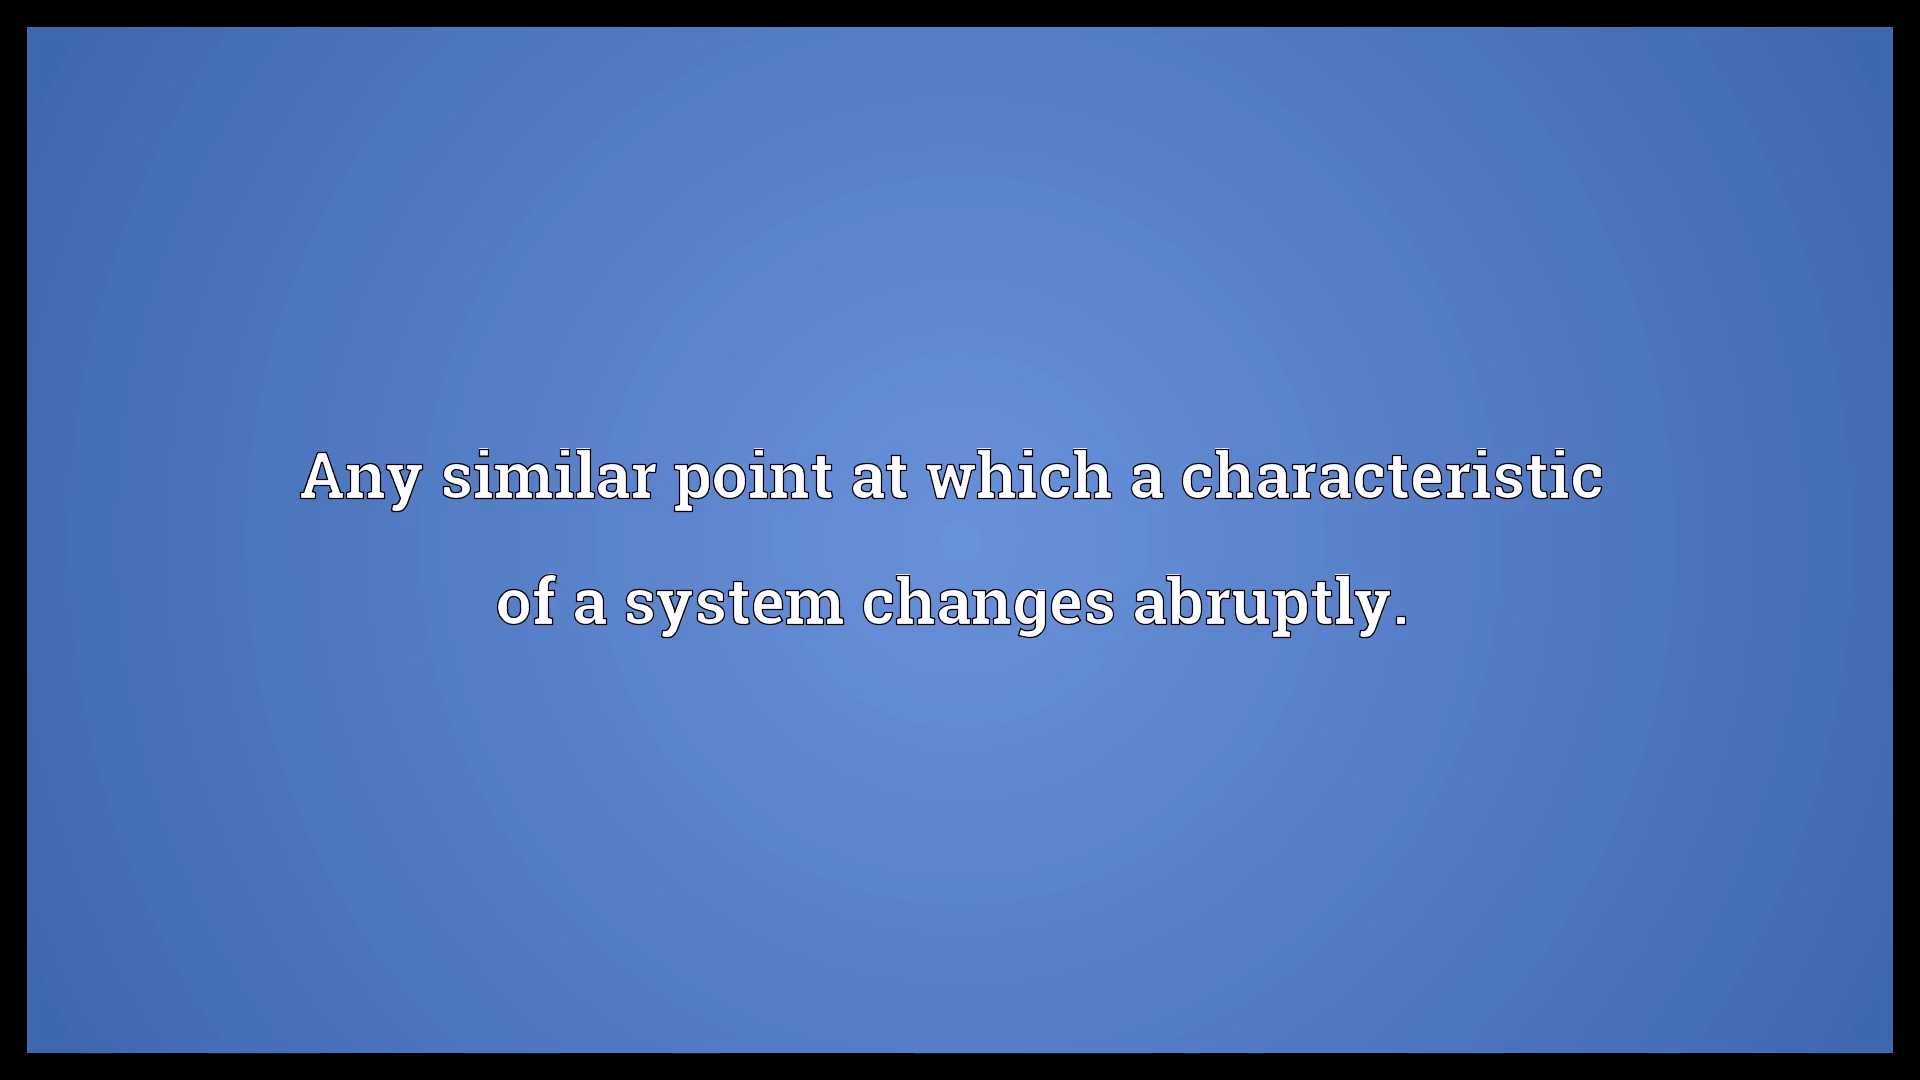 Any similar point at which a characteristic
of a system changes abruptly.